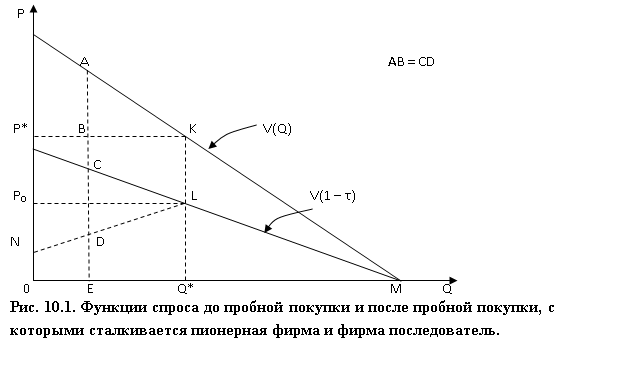 P
A
AB = CD
P*
B
K
V(Q)
C
V(1 – τ)
P₀
L
N
D
0
E
Q*
M
Q
Рис. 10.1. Функции спроса до пробной покупки и после пробной покупки, с
которыми сталкивается пионерная фирма и фирма последователь.